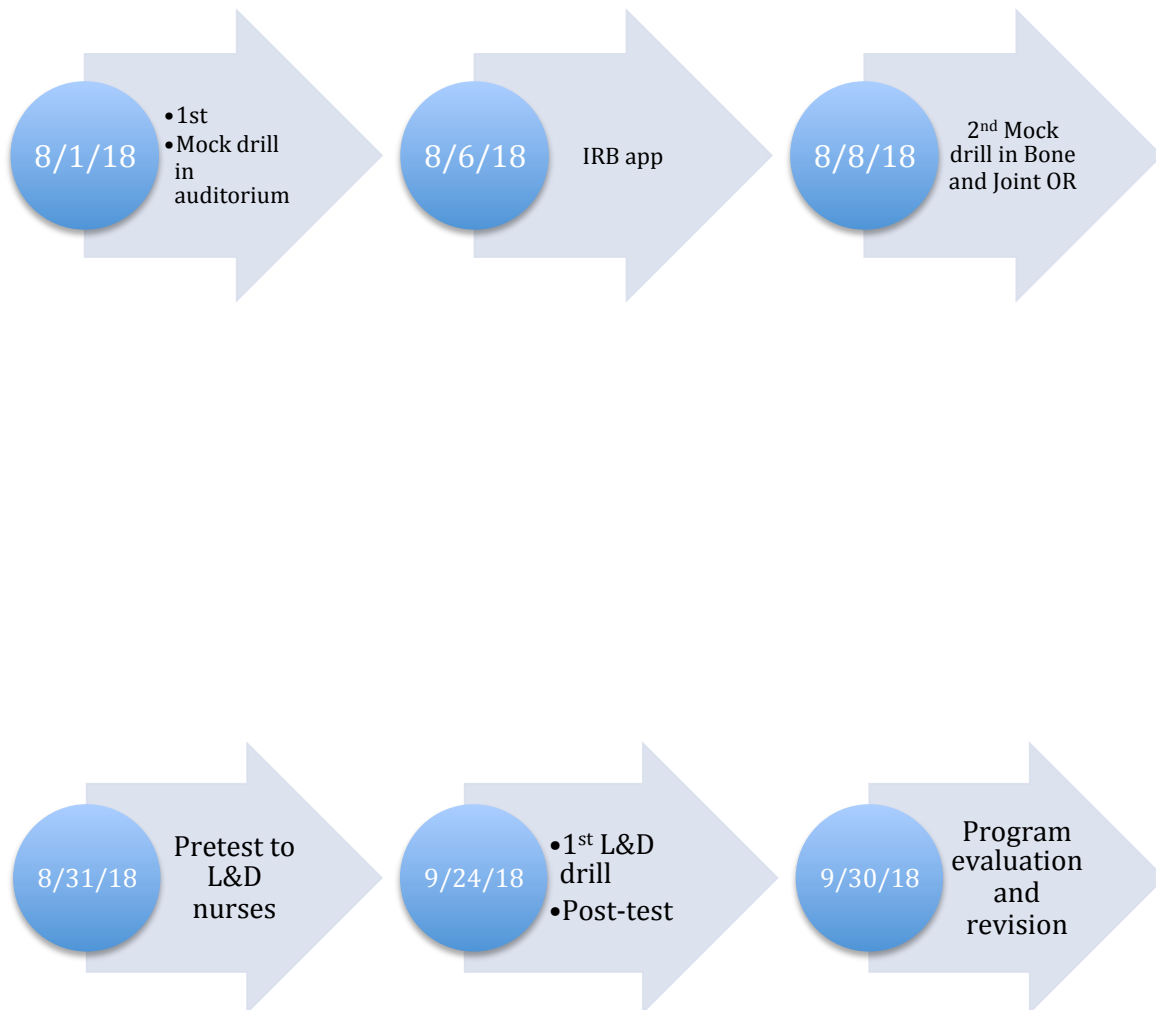 8/1/18
•1st
•Mock drill
in
auditorium
8/6/18
IRB app
8/8/18
2nd Mock
drill in Bone
and Joint OR
8/31/18
Pretest to
L&D
nurses
9/24/18
•1st L&D
drill
•Post-test
9/30/18
Program
evaluation
and
revision